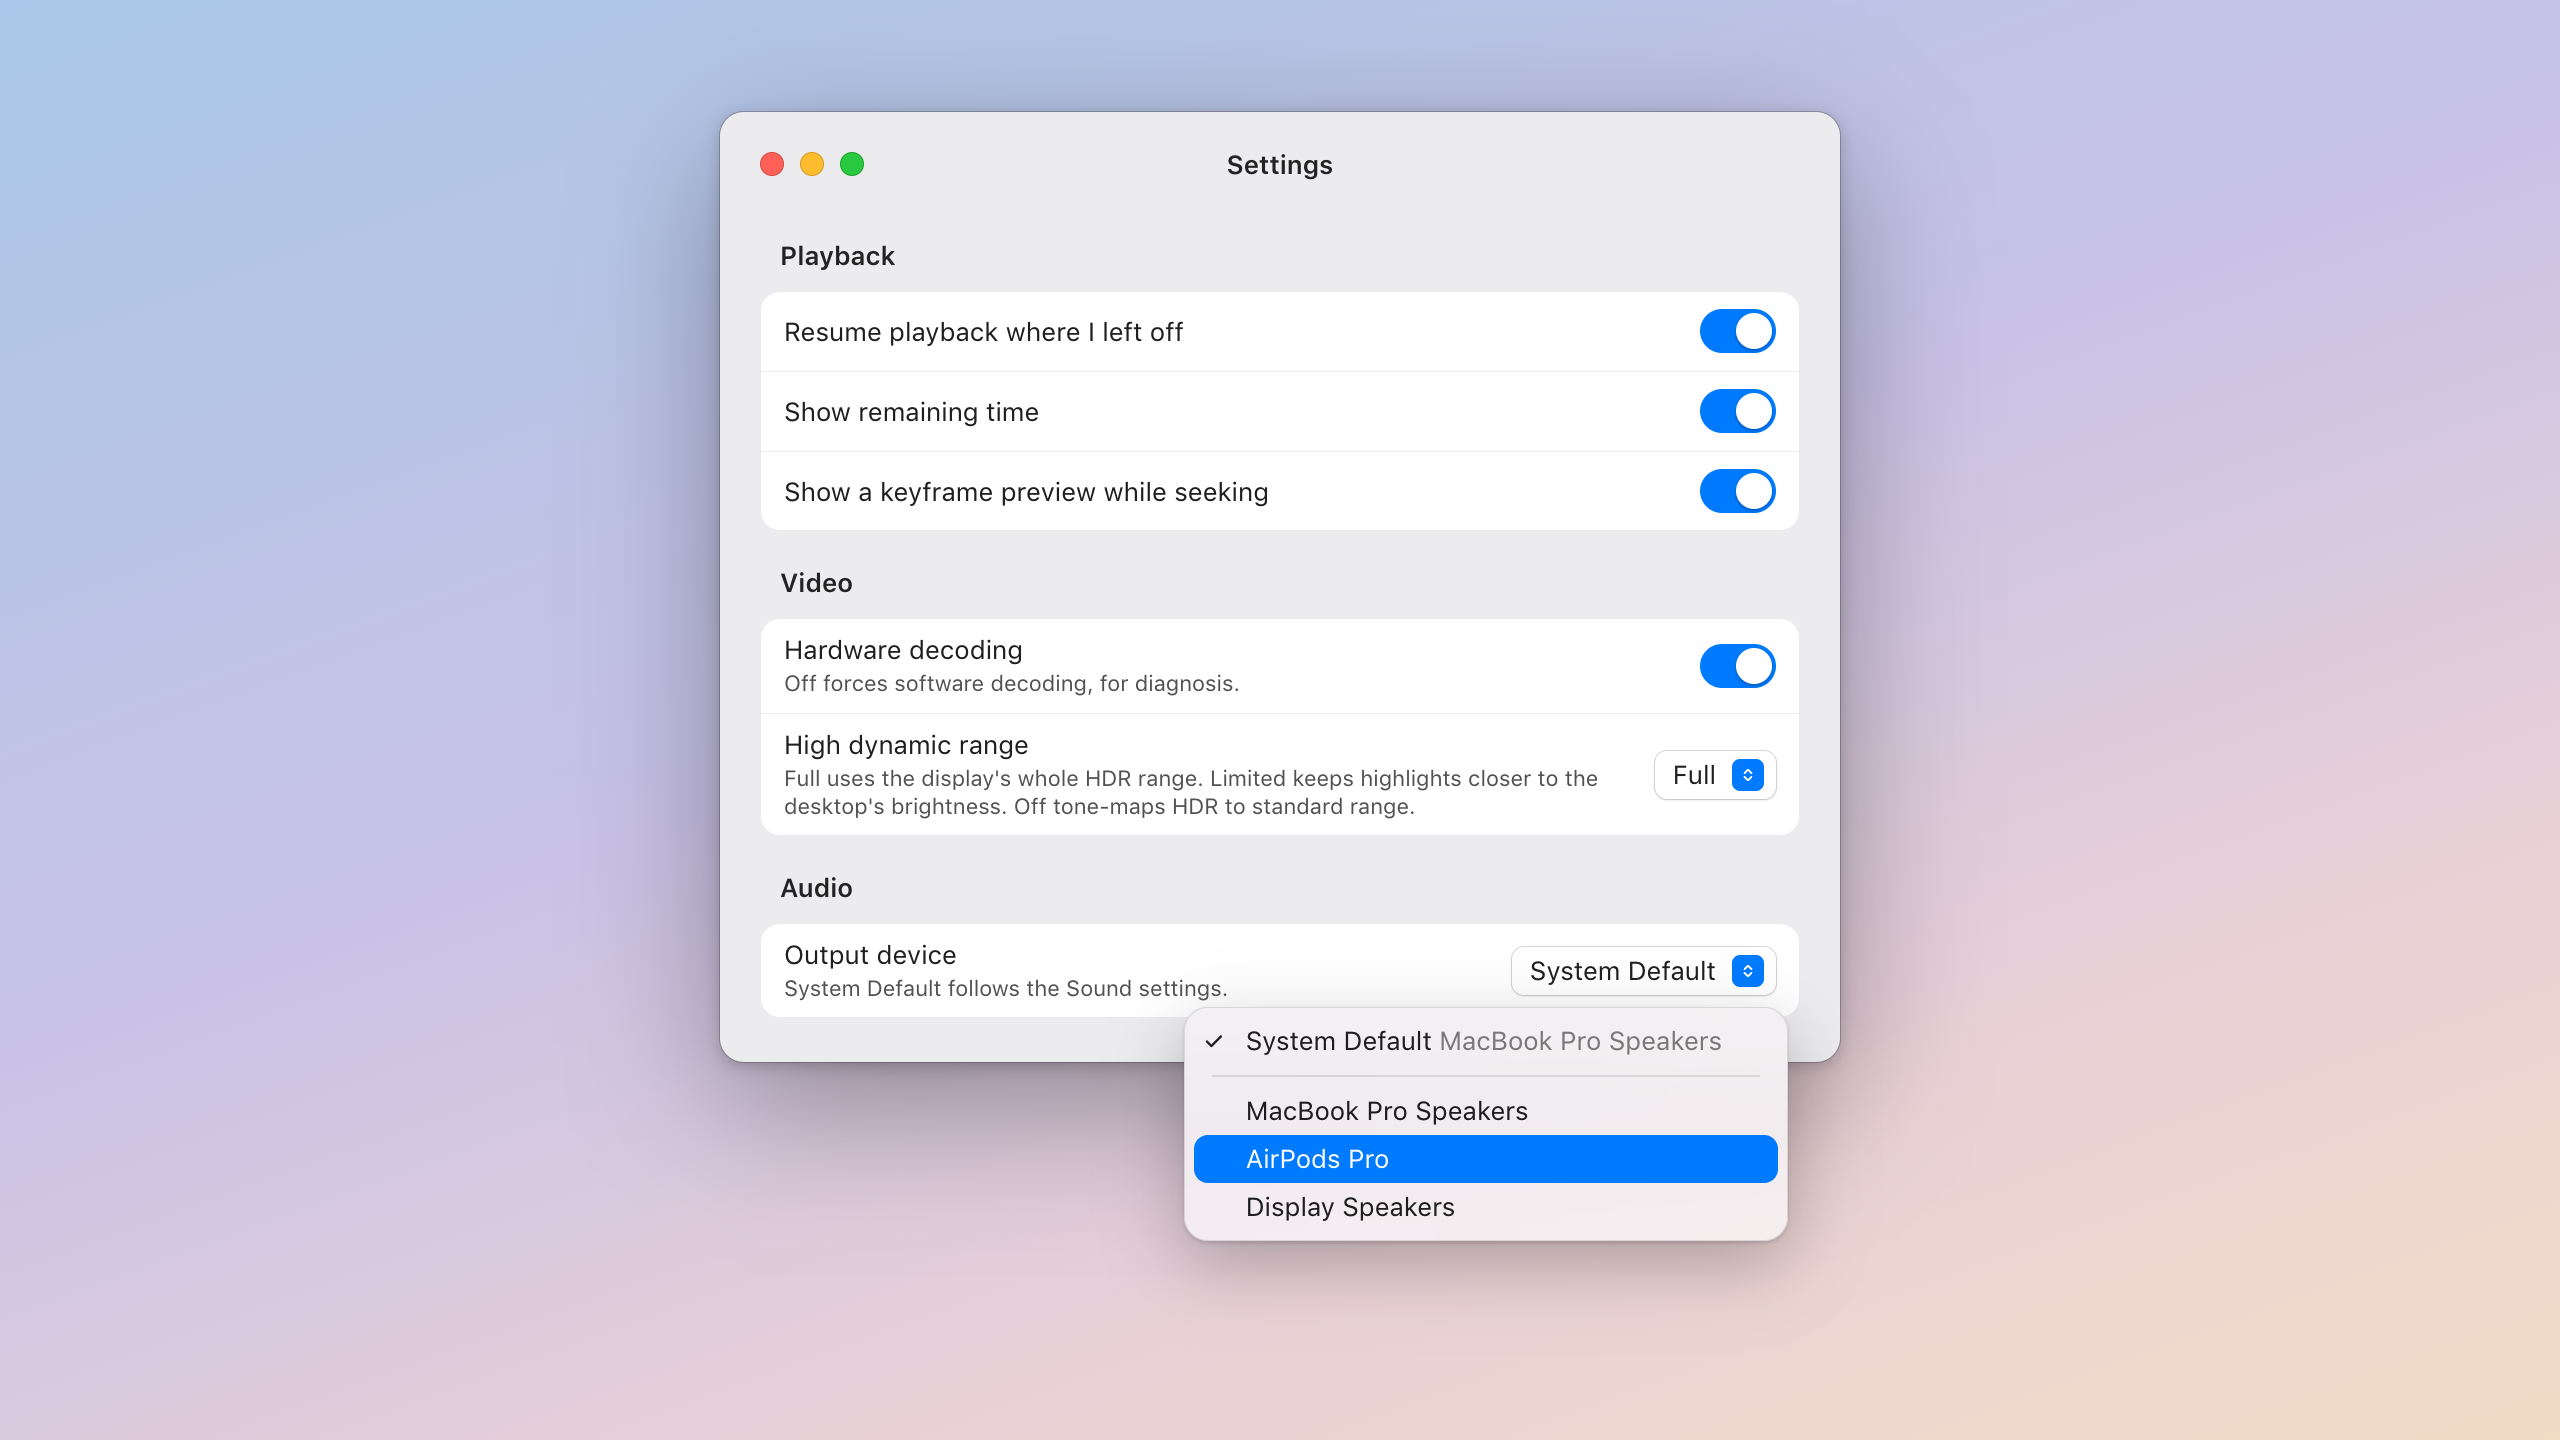 Settings
Playback
Resume playback where I left off
Show remaining time
Show a keyframe preview while seeking
Video
Hardware decoding
Off forces software decoding, for diagnosis.
High dynamic range
Full uses the display's whole HDR range. Limited keeps highlights closer to the
desktop's brightness. Off tone-maps HDR to standard range.
Full
Audio
Output device
System Default follows the Sound settings.
System Default
System Default MacBook Pro Speakers
MacBook Pro Speakers
AirPods Pro
Display Speakers